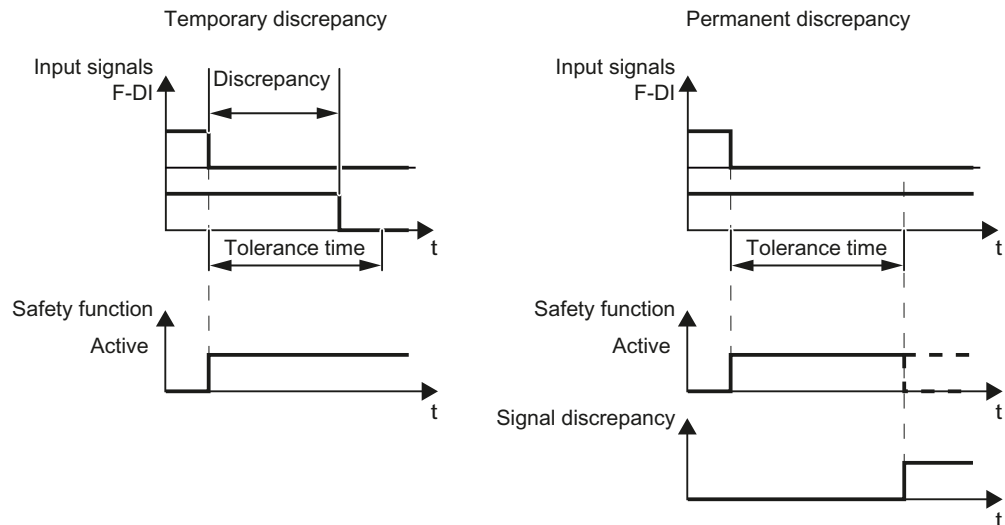 Temporary discrepancy
Input signals
F-DI
Discrepancy
t
Tolerance time
Safety function
Active
t
Permanent discrepancy
Input signals
F-DI
t
Tolerance time
Safety function
Active
t
Signal discrepancy
t